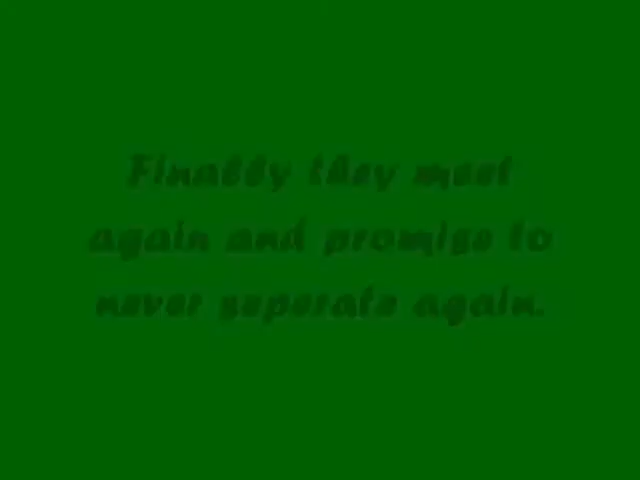 Finally they meet
again and promise to
never seperate again.